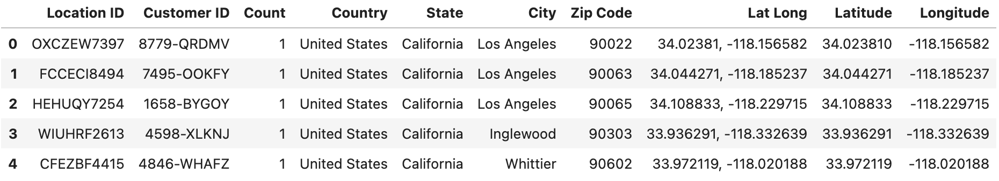 Location ID Customer ID Count Country State City Zip Code Lat Long Latitude Longitude
0 OXCZEW7397 8779-QRDMV 1 United States California Los Angeles 90022 34.02381, -118.156582 34.023810 -118.156582
1 FCCECI8494 7495-OOKFY 1 United States California Los Angeles 90063 34.044271, -118.185237 34.044271 -118.185237
2 HEHUQY7254 1658-BYGOY 1 United States California Los Angeles 90065 34.108833, -118.229715 34.108833 -118.229715
3 WIUHRF2613 4598-XLKNJ 1 United States California Inglewood 90303 33.936291, -118.332639 33.936291 -118.332639
4 CFEZBF4415 4846-WHAFZ 1 United States California Whittier 90602 33.972119, -118.020188 33.972119 -118.020188